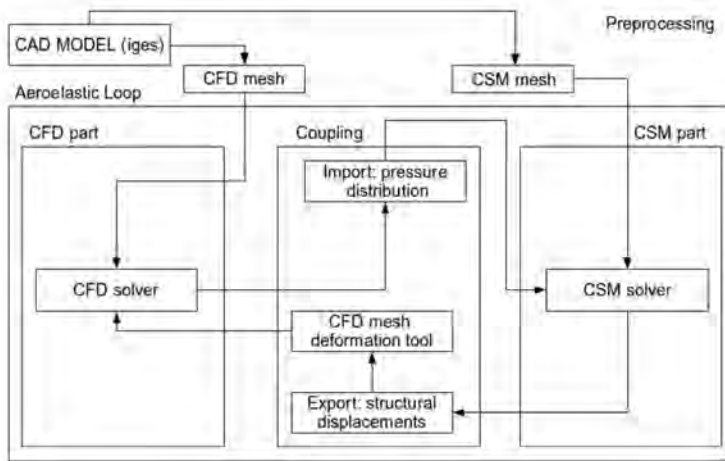 Preprocessing
CAD MODEL (iges)
CFD mesh
CSM mesh
Aeroelastic Loop
CFD part
Coupling
CSM part
Import: pressure
distribution
CFD solver
CSM solver
CFD mesh
deformation tool
Export: structural
displacements